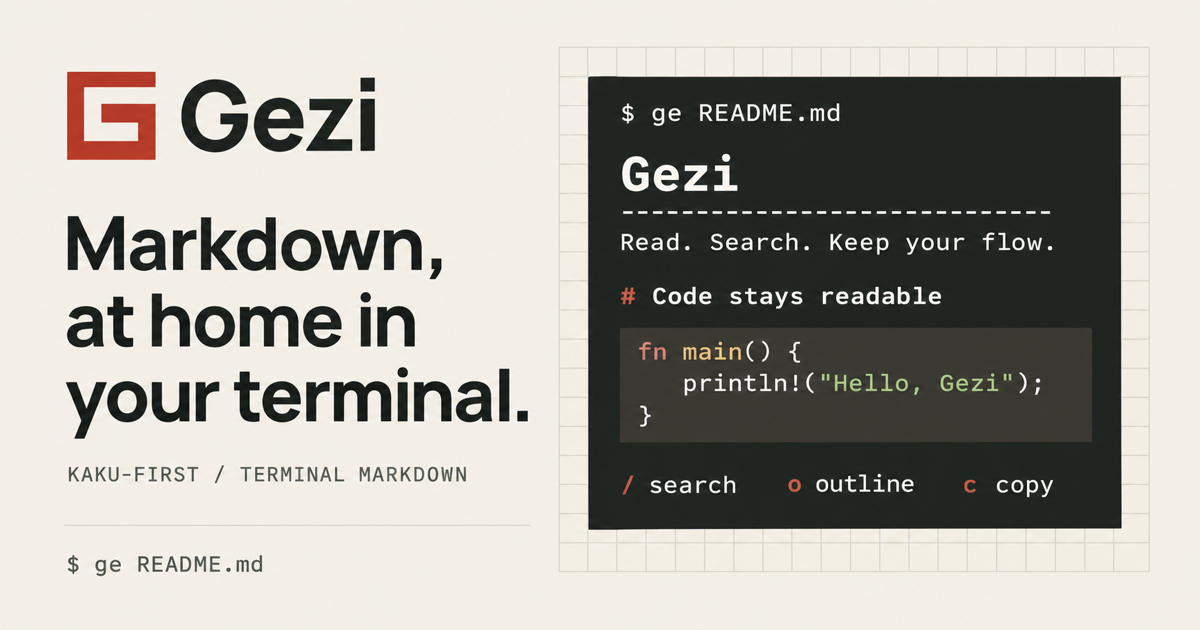 Gezi
Markdown,
at home in
your terminal.
KAKU-FIRST / TERMINAL MARKDOWN
$ ge README.md
$ ge README.md
Gezi
-----------------------------
Read. Search. Keep your flow.
# Code stays readable
fn main() {
   println!("Hello, Gezi");
}
/ search   o outline   c copy